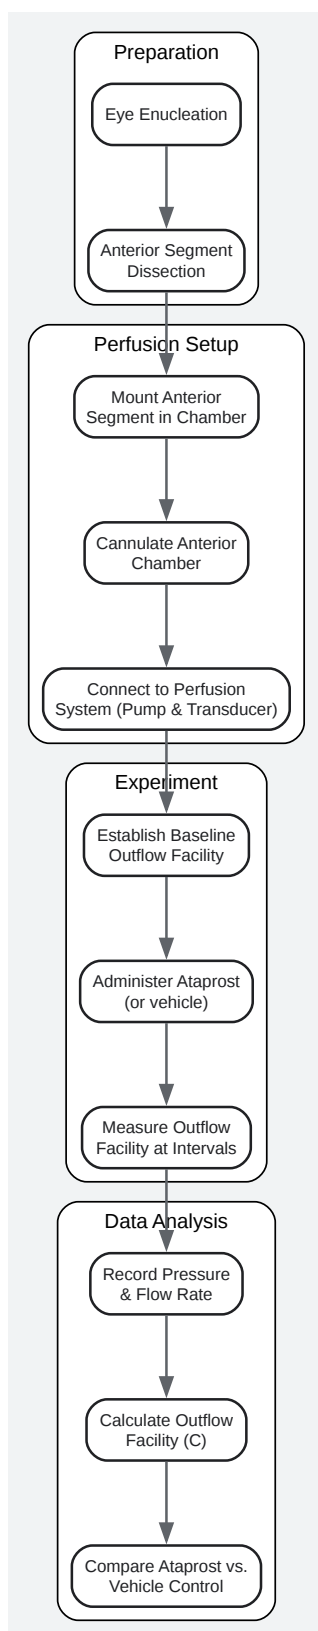 Preparation
Eye Enucleation
Anterior Segment
Dissection
Perfusion Setup
Mount Anterior
Segment in Chamber
Cannulate Anterior
Chamber
Connect to Perfusion
System (Pump & Transducer)
Experiment
Establish Baseline
Outflow Facility
Administer Ataprost
(or vehicle)
Measure Outflow
Facility at Intervals
Data Analysis
Record Pressure
& Flow Rate
Calculate Outflow
Facility (C)
Compare Ataprost vs.
Vehicle Control